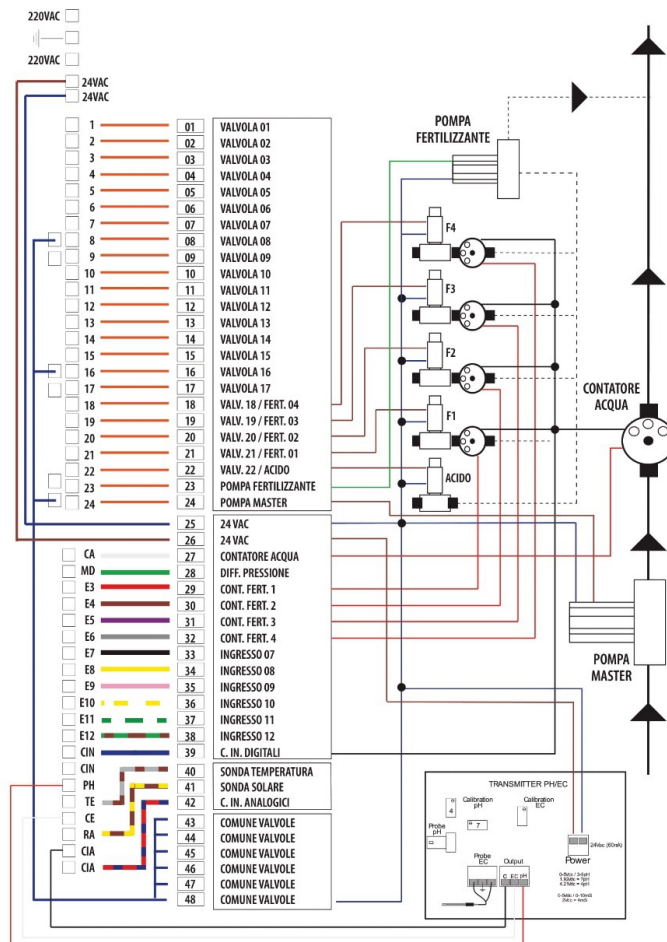 220VAC
220VAC
24VAC
24VAC
1 01 VALVOLA 01
2 02 VALVOLA 02
3 03 VALVOLA 03
4 04 VALVOLA 04
5 05 VALVOLA 05
6 06 VALVOLA 06
7 07 VALVOLA 07
8 08 VALVOLA 08
9 09 VALVOLA 09
10 10 VALVOLA 10
11 11 VALVOLA 11
12 12 VALVOLA 12
13 13 VALVOLA 13
14 14 VALVOLA 14
15 15 VALVOLA 15
16 16 VALVOLA 16
17 17 VALVOLA 17
18 18 VALV. 18 / FERT. 04
19 19 VALV. 19 / FERT. 03
20 20 VALV. 20 / FERT. 02
21 21 VALV. 21 / FERT. 01
22 22 VALV. 22 / ACIDO
23 23 POMPA FERTILIZZANTE
24 24 POMPA MASTER
25 24 VAC
26 24 VAC
CA 27 CONTATORE ACQUA
MD 28 DIFF. PRESSIONE
E3 29 CONT. FERT. 1
E4 30 CONT. FERT. 2
E5 31 CONT. FERT. 3
E6 32 CONT. FERT. 4
E7 33 INGRESSO 07
E8 34 INGRESSO 08
E9 35 INGRESSO 09
E10 36 INGRESSO 10
E11 37 INGRESSO 11
E12 38 INGRESSO 12
CIN 39 C. IN. DIGITALI
CIN 40 SONDA TEMPERATURA
PH 41 SONDA SOLARE
TE 42 C. IN. ANALOGICI
CE 43 COMUNE VALVOLE
RA 44 COMUNE VALVOLE
CIA 45 COMUNE VALVOLE
CIA 46 COMUNE VALVOLE
47 COMUNE VALVOLE
48 COMUNE VALVOLE
POMPA
FERTILIZZANTE
F4
F3
F2
F1
ACIDO
CONTATORE
ACQUA
POMPA
MASTER
TRANSMITTER PH/EC
Calibration
pH
4
7
Calibration
EC
Probe
pH
Probe
EC
Output
C EC pH
24Vac (60mA)
Power
0-5Vdc